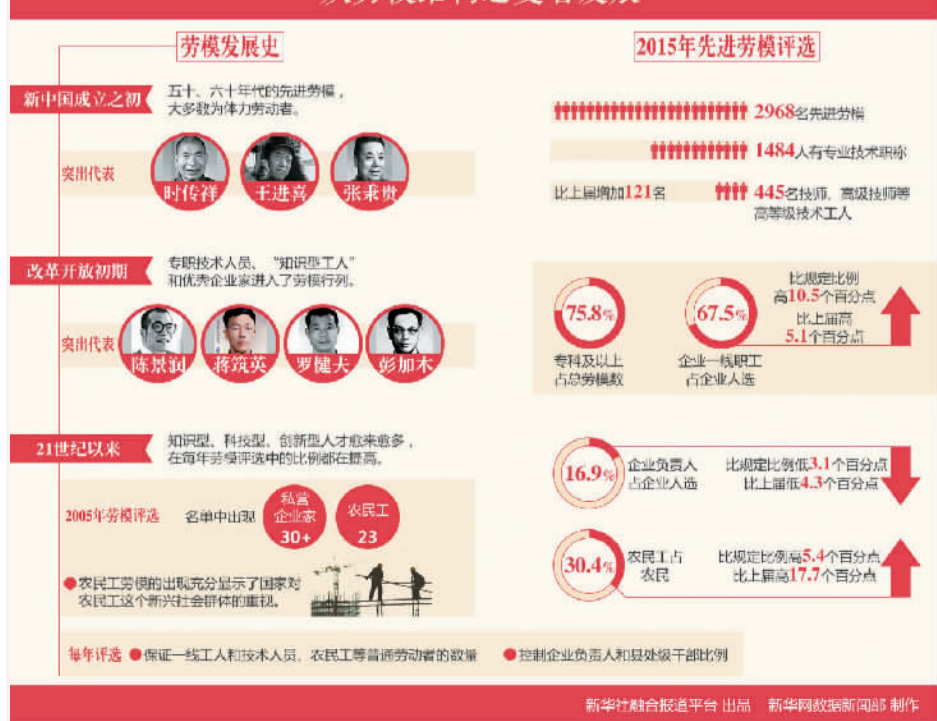 劳模发展史
新中国成立之初
五十、六十年代的先进劳模，
大多数为体力劳动者。
突出代表
时传祥
王进喜
张秉贵
改革开放初期
专职技术人员、“知识型工人”
和优秀企业家进入了劳模行列。
突出代表
陈景润
蒋筑英
罗健夫
彭加木
21世纪以来
知识型、科技型、创新型人才愈来愈多，
在每年劳模评选中的比例都在提高。
2005年劳模评选
名单中出现
私营
企业家
30+
农民工
23
●农民工劳模的出现充分显示了国家对
农民工这个新兴社会群体的重视。
2015年先进劳模评选
2968名先进劳模
1484人有专业技术职称
比上届增加121名
445名技师、高级技师等
高等级技术工人
75.8%
专科及以上
占总劳模数
67.5%
企业一线职工
占企业人选
比规定比例
高10.5个百分点
比上届高
5.1个百分点
16.9%
企业负责人
占企业人选
比规定比例低3.1个百分点
比上届低4.3个百分点
30.4%
农民工占
农民
比规定比例高5.4个百分点
比上届高17.7个百分点
每年评选 ●保证一线工人和技术人员、农民工等普通劳动者的数量 ●控制企业负责人和县处级干部比例
新华社融合报道平台 出品 新华网数据新闻部 制作